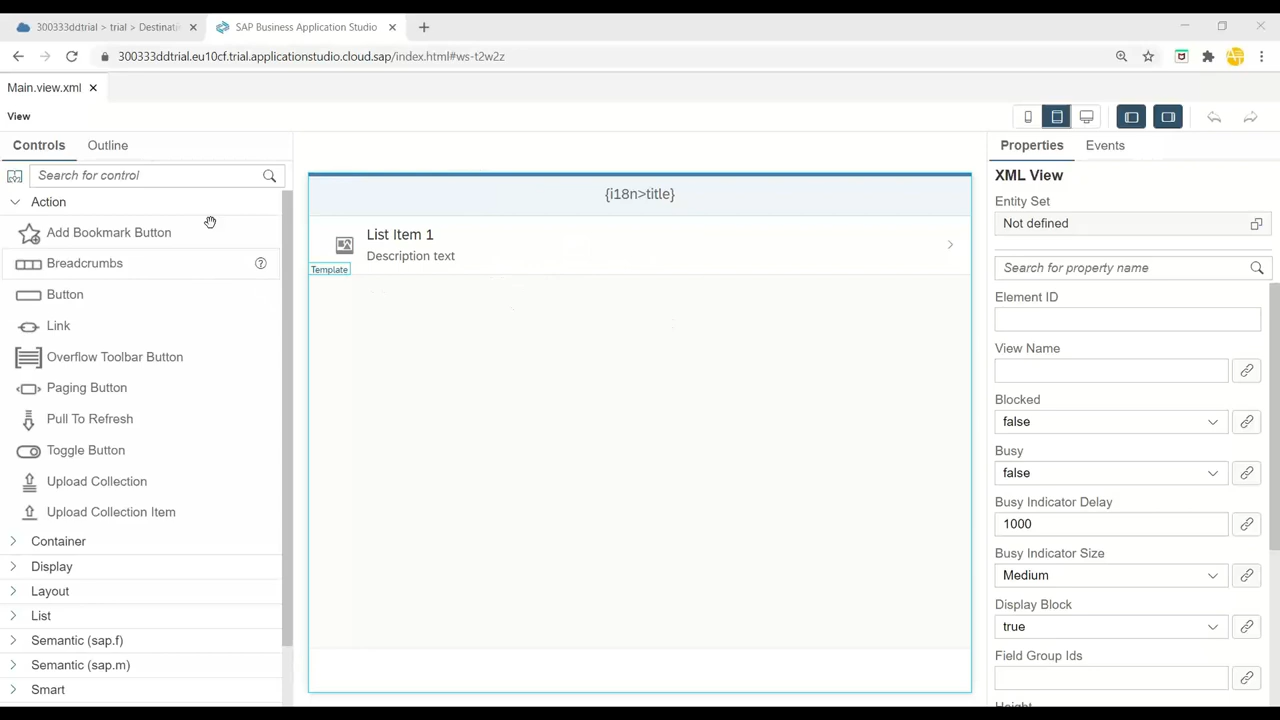 300333ddtrial > trial > Destinati
SAP Business Application Studio
300333ddtrial.eu10cf.trial.applicationstudio.cloud.sap/index.html#ws-t2w2z
Main.view.xml
View
Controls
Outline
Search for control
Action
Add Bookmark Button
Breadcrumbs
Button
Link
Overflow Toolbar Button
Paging Button
Pull To Refresh
Toggle Button
Upload Collection
Upload Collection Item
Container
Display
Layout
List
Semantic (sap.f)
Semantic (sap.m)
Smart
{i18n>title}
List Item 1
Description text
Template
Properties
Events
XML View
Entity Set
Not defined
Search for property name
Element ID
View Name
Blocked
false
Busy
false
Busy Indicator Delay
1000
Busy Indicator Size
Medium
Display Block
true
Field Group Ids
Height